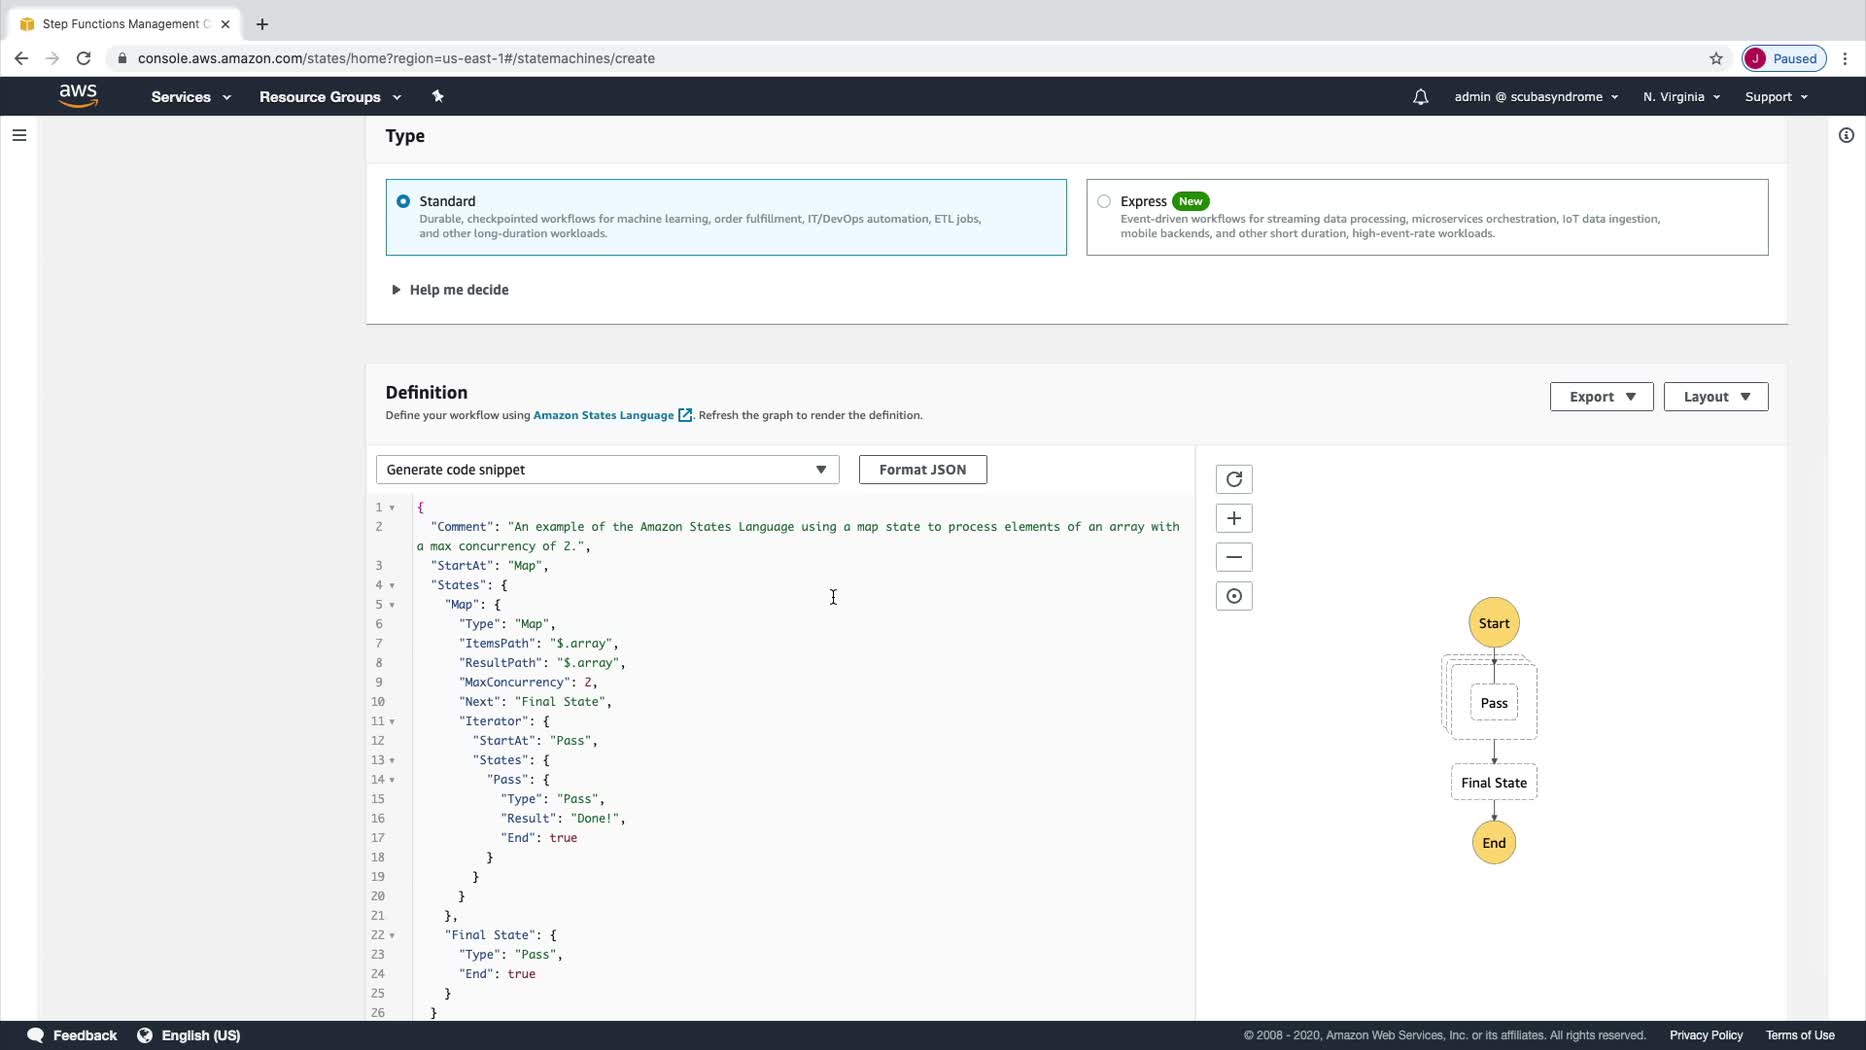 Step Functions Management C
console.aws.amazon.com/states/home?region=us-east-1#/statemachines/create
J Paused
aws Services Resource Groups admin @ scubasyndrome N. Virginia Support
Type
Standard
Durable, checkpointed workflows for machine learning, order fulfillment, IT/DevOps automation, ETL jobs,
and other long-duration workloads.
Express New
Event-driven workflows for streaming data processing, microservices orchestration, IoT data ingestion,
mobile backends, and other short duration, high-event-rate workloads.
Help me decide
Definition
Define your workflow using Amazon States Language. Refresh the graph to render the definition.
Export Layout
Generate code snippet Format JSON
1 {
2 "Comment": "An example of the Amazon States Language using a map state to process elements of an array with
a max concurrency of 2.",
3 "StartAt": "Map",
4 "States": {
5 "Map": {
6 "Type": "Map",
7 "ItemsPath": "$.array",
8 "ResultPath": "$.array",
9 "MaxConcurrency": 2,
10 "Next": "Final State",
11 "Iterator": {
12 "StartAt": "Pass",
13 "States": {
14 "Pass": {
15 "Type": "Pass",
16 "Result": "Done!",
17 "End": true
18 }
19 }
20 }
21 },
22 "Final State": {
23 "Type": "Pass",
24 "End": true
25 }
26 }
Start
Pass
Final State
End
Feedback English (US) © 2008 - 2020, Amazon Web Services, Inc. or its affiliates. All rights reserved. Privacy Policy Terms of Use